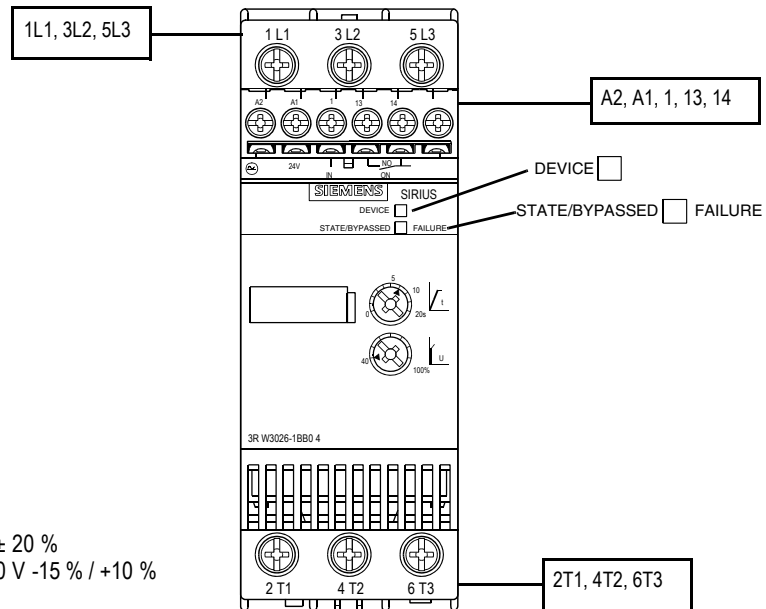 1L1, 3L2, 5L3
1 L1 3 L2 5 L3
A2 A1 1 13 14
A2, A1, 1, 13, 14
24V NO
IN ON
SIEMENS SIRIUS
DEVICE
STATE/BYPASSED FAILURE
DEVICE
STATE/BYPASSED FAILURE
5
10
0 20s t
40 100% U
3R W3026-1BB0 4
± 20 %
0 V -15 % / +10 %
2 T1 4 T2 6 T3
2T1, 4T2, 6T3